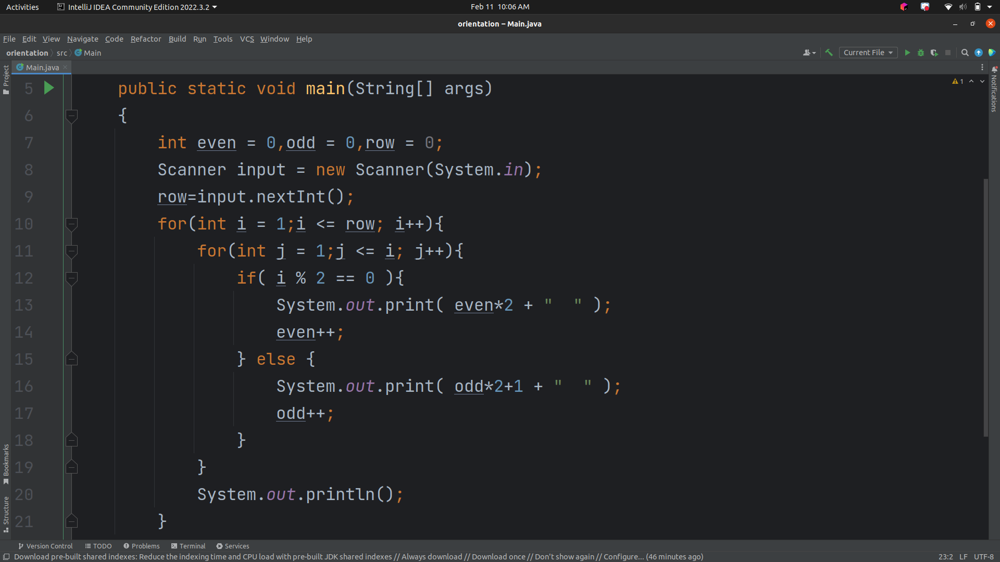 Activities IntelliJ IDEA Community Edition 2022.3.2 Feb 11 10:06 AM
orientation – Main.java
File Edit View Navigate Code Refactor Build Run Tools VCS Window Help
orientation src Main Current File
Project Main.java
5 public static void main(String[] args) 1
6 {
7 int even = 0,odd = 0,row = 0;
8 Scanner input = new Scanner(System.in);
9 row=input.nextInt();
10 for(int i = 1;i <= row; i++){
11 for(int j = 1;j <= i; j++){
12 if( i % 2 == 0 ){
13 System.out.print( even*2 + "  " );
14 even++;
15 } else {
16 System.out.print( odd*2+1 + "  " );
17 odd++;
18 }
19 }
20 System.out.println();
21 }
Notifications
Bookmarks
Structure
Version Control TODO Problems Terminal Services
Download pre-built shared indexes: Reduce the indexing time and CPU load with pre-built JDK shared indexes // Always download // Download once // Don't show again // Configure... (46 minutes ago) 23:2 LF UTF-8